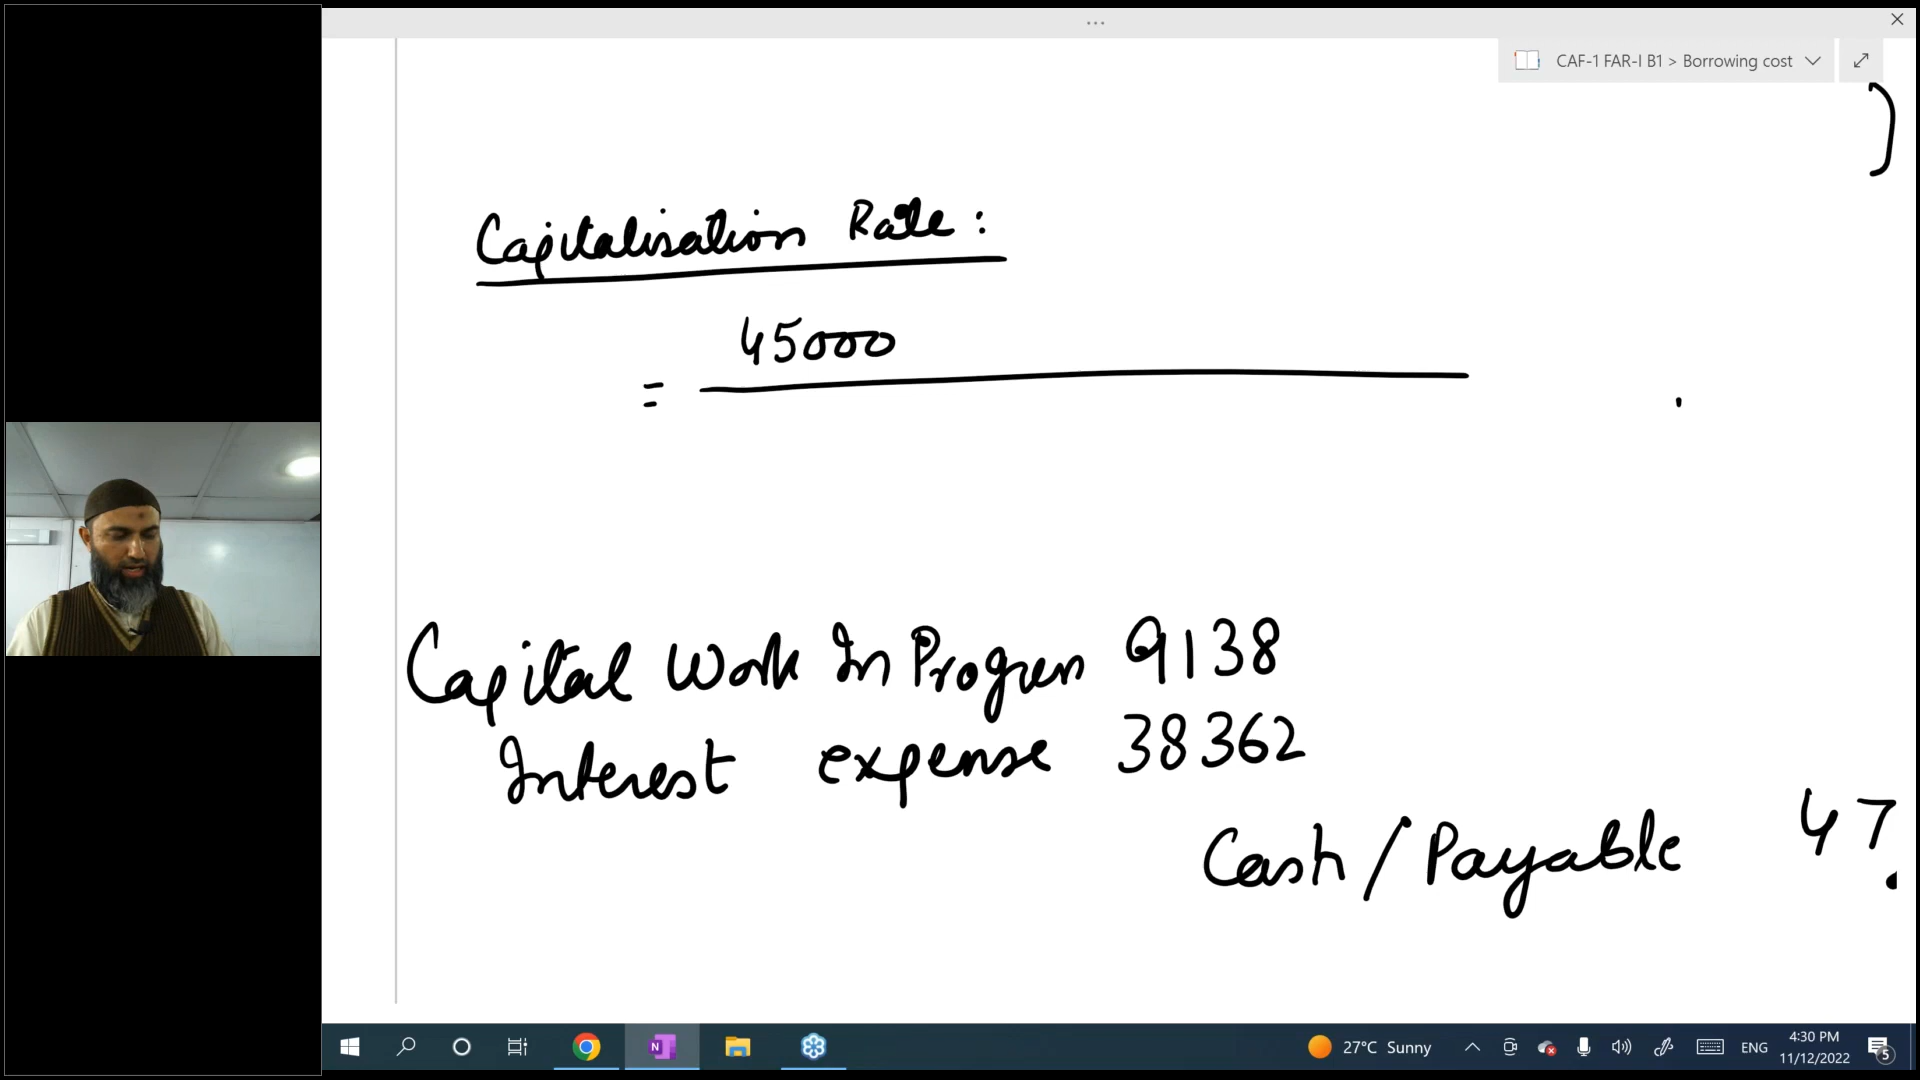 CAF-1 FAR-I B1 > Borrowing cost
Capitalisation Rate:
45000
=
Capital Work In Progress 9138
Interest expense 38362
Cash/Payable 47
27°C Sunny
ENG
4:30 PM
11/12/2022
5